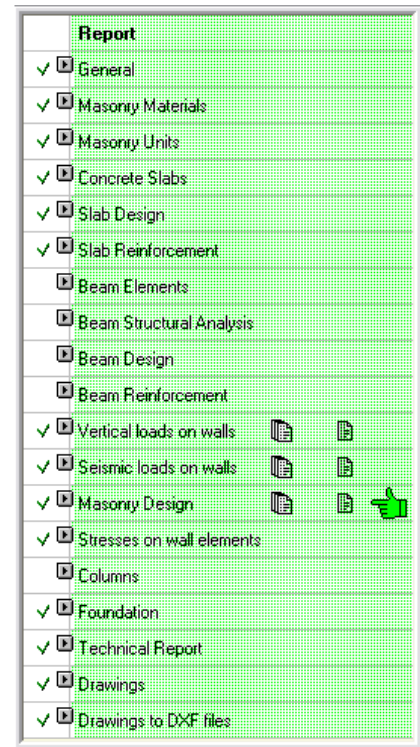 Report
General
Masonry Materials
Masonry Units
Concrete Slabs
Slab Design
Slab Reinforcement
Beam Elements
Beam Structural Analysis
Beam Design
Beam Reinforcement
Vertical loads on walls
Seismic loads on walls
Masonry Design
Stresses on wall elements
Columns
Foundation
Technical Report
Drawings
Drawings to DXF files